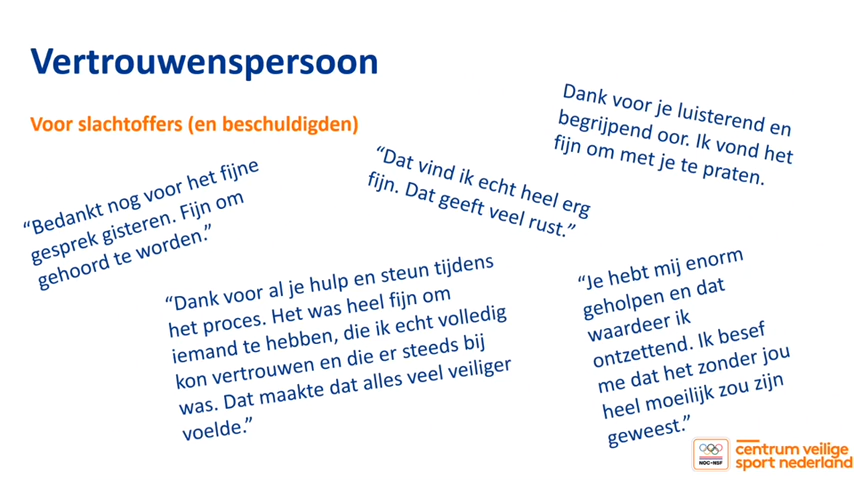 Vertrouwenspersoon
Voor slachtoffers (en beschuldigden)
Dank voor je luisterend en
begrijpend oor. Ik vond het
fijn om met je te praten.
“Dat vind ik echt heel erg
fijn. Dat geeft veel rust.”
“Bedankt nog voor het fijne
gesprek gisteren. Fijn om
gehoord te worden.”
“Dank voor al je hulp en steun tijdens
het proces. Het was heel fijn om
iemand te hebben, die ik echt volledig
kon vertrouwen en die er steeds bij
was. Dat maakte dat alles veel veiliger
voelde.”
“Je hebt mij enorm
geholpen en dat
waardeer ik
ontzettend. Ik besef
me dat het zonder jou
heel moeilijk zou zijn
geweest.”
NOC*NSF
centrum veilige
sport nederland